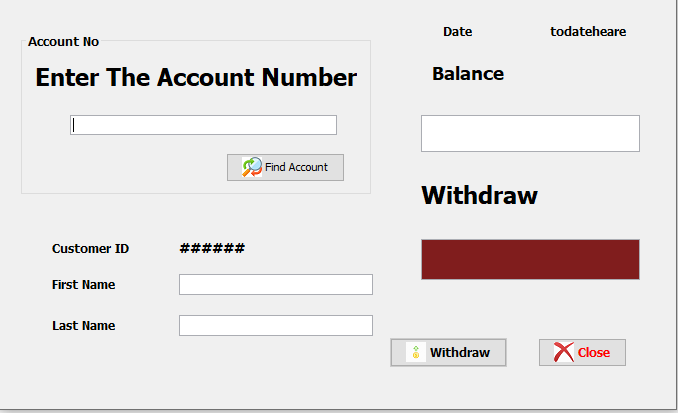 Account No
Enter The Account Number
Find Account
Date todateheare
Balance
Withdraw
Customer ID ######
First Name
Last Name
Withdraw
Close